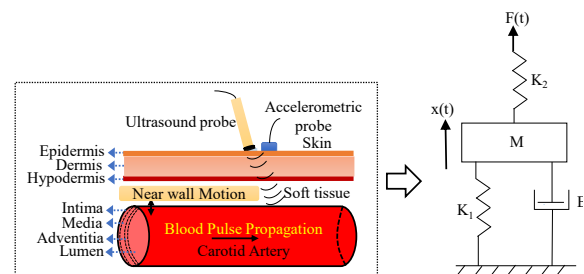 F(t)
K2
x(t)
M
K1
B
Ultrasound probe
Accelerometric
probe
Skin
Epidermis
Dermis
Hypodermis
Near wall Motion
Soft tissue
Intima
Media
Adventitia
Lumen
Blood Pulse Propagation
Carotid Artery